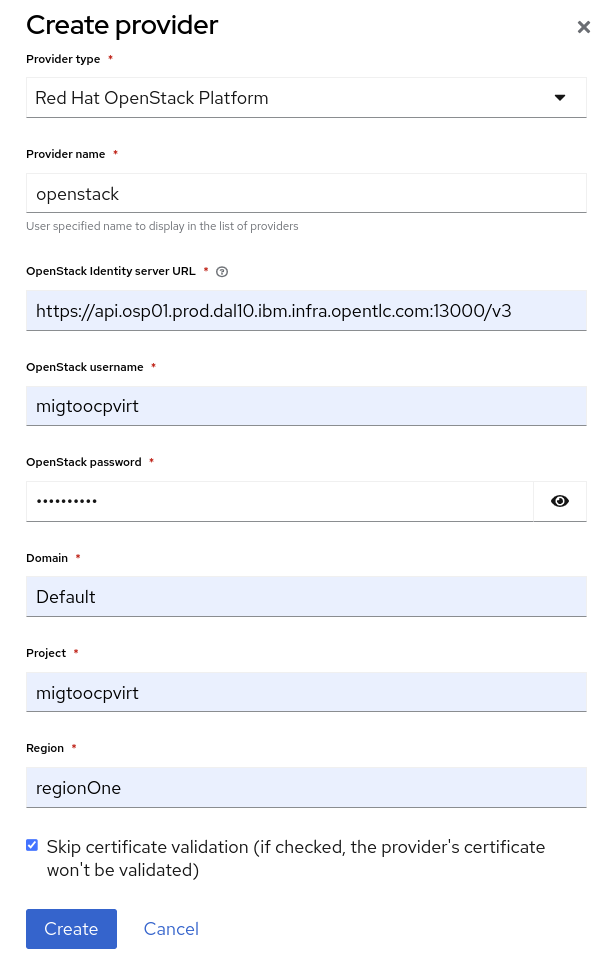 Create provider
Provider type *
Red Hat OpenStack Platform
Provider name *
openstack
User specified name to display in the list of providers
OpenStack Identity server URL *
https://api.osp01.prod.dal10.ibm.infra.opentlc.com:13000/v3
OpenStack username *
migtoocpvirt
OpenStack password *
••••••••••
Domain *
Default
Project *
migtoocpvirt
Region *
regionOne
Skip certificate validation (if checked, the provider's certificate
won't be validated)
Create Cancel